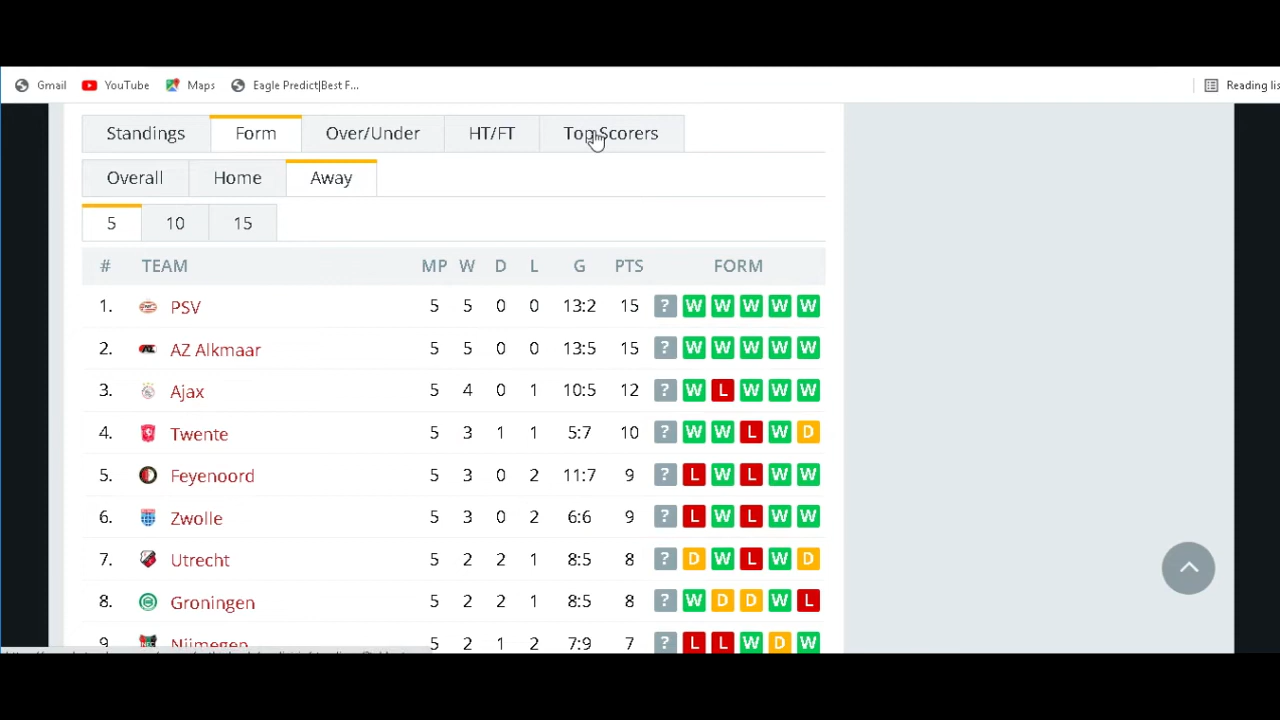 Gmail YouTube Maps Eagle Predict|Best F... Reading lis
Standings Form Over/Under HT/FT Top Scorers
Overall Home Away
5 10 15
# TEAM MP W D L G PTS FORM
1. PSV 5 5 0 0 13:2 15 ? W W W W W
2. AZ Alkmaar 5 5 0 0 13:5 15 ? W W W W W
3. Ajax 5 4 0 1 10:5 12 ? W L W W W
4. Twente 5 3 1 1 5:7 10 ? W W L W D
5. Feyenoord 5 3 0 2 11:7 9 ? L W L W W
6. Zwolle 5 3 0 2 6:6 9 ? L W L W W
7. Utrecht 5 2 2 1 8:5 8 ? D W L W D
8. Groningen 5 2 2 1 8:5 8 ? W D D W L
9. Nijmegen 5 2 1 2 7:9 7 ? L L W D W